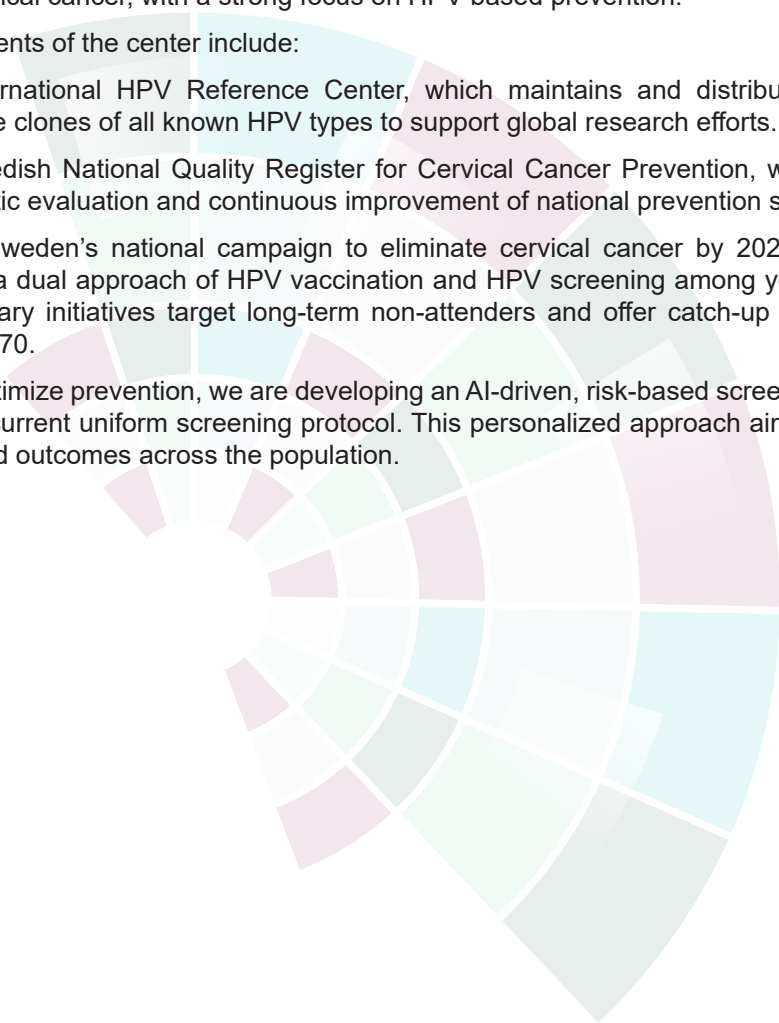 ical cancer, with a strong focus on HPV-based prevention.
ents of the center include:
rnational HPV Reference Center, which maintains and distribu
e clones of all known HPV types to support global research efforts.
edish National Quality Register for Cervical Cancer Prevention, w
tic evaluation and continuous improvement of national prevention s
weden’s national campaign to eliminate cervical cancer by 202
a dual approach of HPV vaccination and HPV screening among y
ary initiatives target long-term non-attenders and offer catch-up
70.
timize prevention, we are developing an AI-driven, risk-based scree
current uniform screening protocol. This personalized approach air
d outcomes across the population.